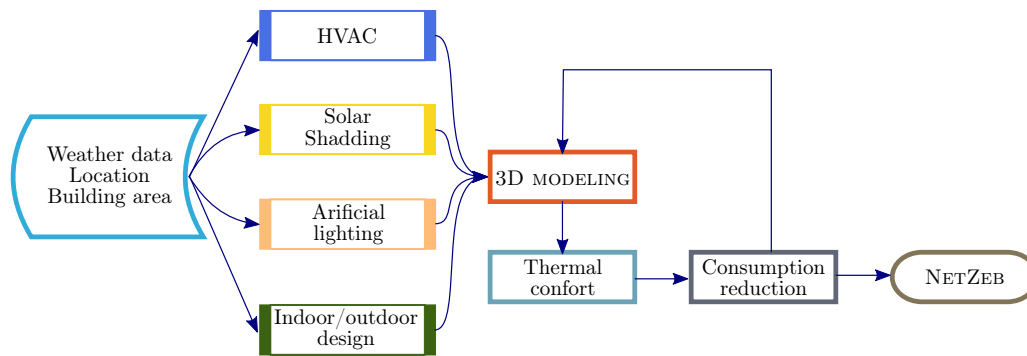 Weather data
Location
Building area
HVAC
Solar
Shadding
Arificial
lighting
Indoor/outdoor
design
3D MODELING
Thermal
confort
Consumption
reduction
NETZEB